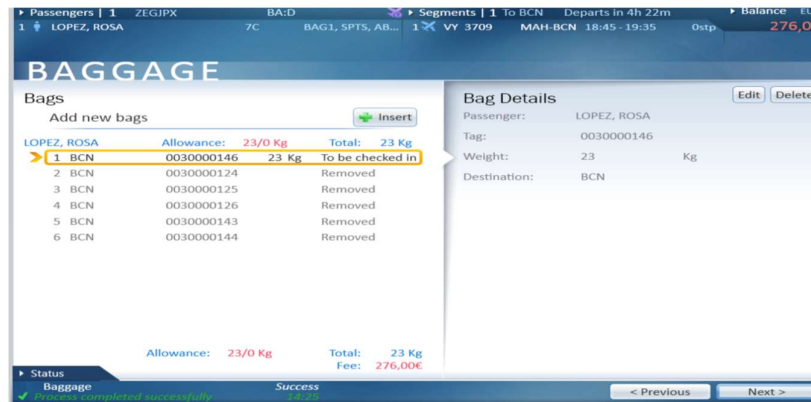 Passengers | 1 ZEGJPX BA:D Segments | 1 To BCN Departs in 4h 22m Balance EU
1 LOPEZ, ROSA 7C BAG1, SPTS, AB... 1 VY 3709 MAH-BCN 18:45 - 19:35 0stp 276,0
BAGGAGE
Bags
Add new bags Insert
LOPEZ, ROSA Allowance: 23/0 Kg Total: 23 Kg
1 BCN 0030000146 23 Kg To be checked in
2 BCN 0030000124 Removed
3 BCN 0030000125 Removed
4 BCN 0030000126 Removed
5 BCN 0030000143 Removed
6 BCN 0030000144 Removed
Allowance: 23/0 Kg Total: 23 Kg
Fee: 276,00€
Bag Details Edit Delete
Passenger: LOPEZ, ROSA
Tag: 0030000146
Weight: 23 Kg
Destination: BCN
Status
Baggage Success
Process completed successfully 14:25
< Previous Next >